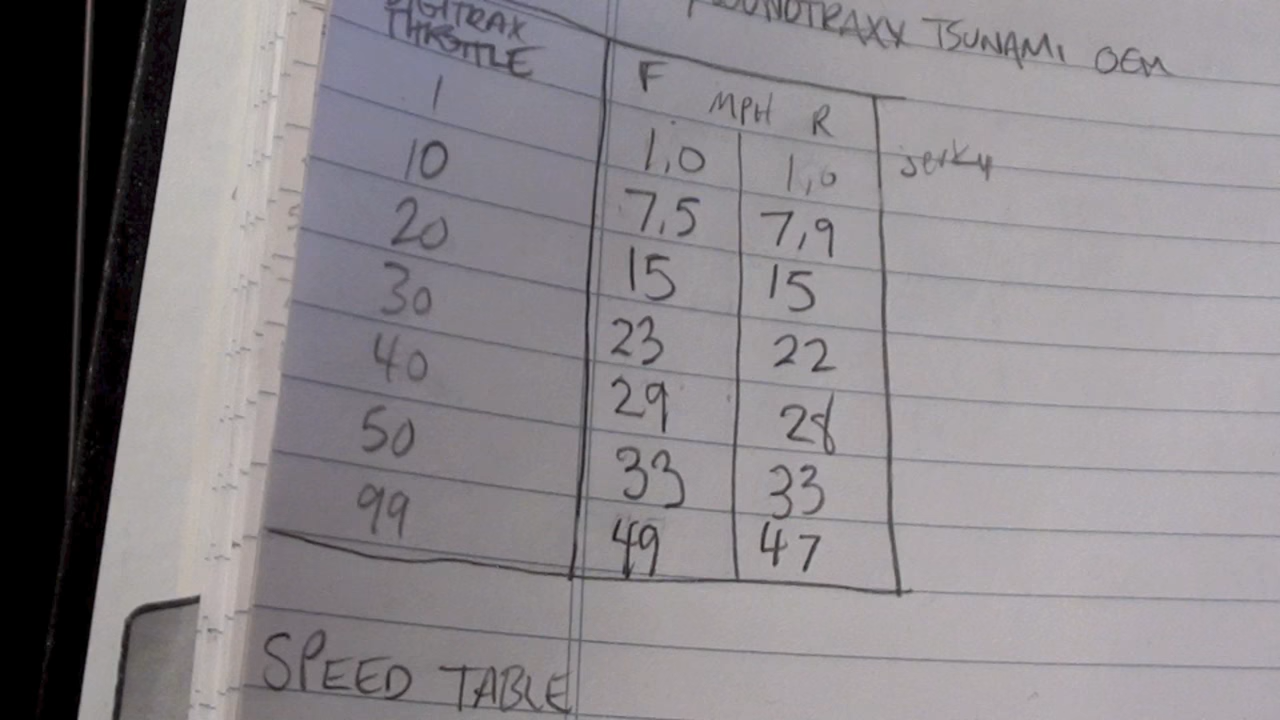 SOUNDTRAXX TSUNAMI OEM
DIGITRAX
THROTTLE
F MPH R
1 1,0 1,0 jerky
10 7,5 7,9
20 15 15
30 23 22
40 29 28
50 33 33
99 49 47
SPEED TABLE